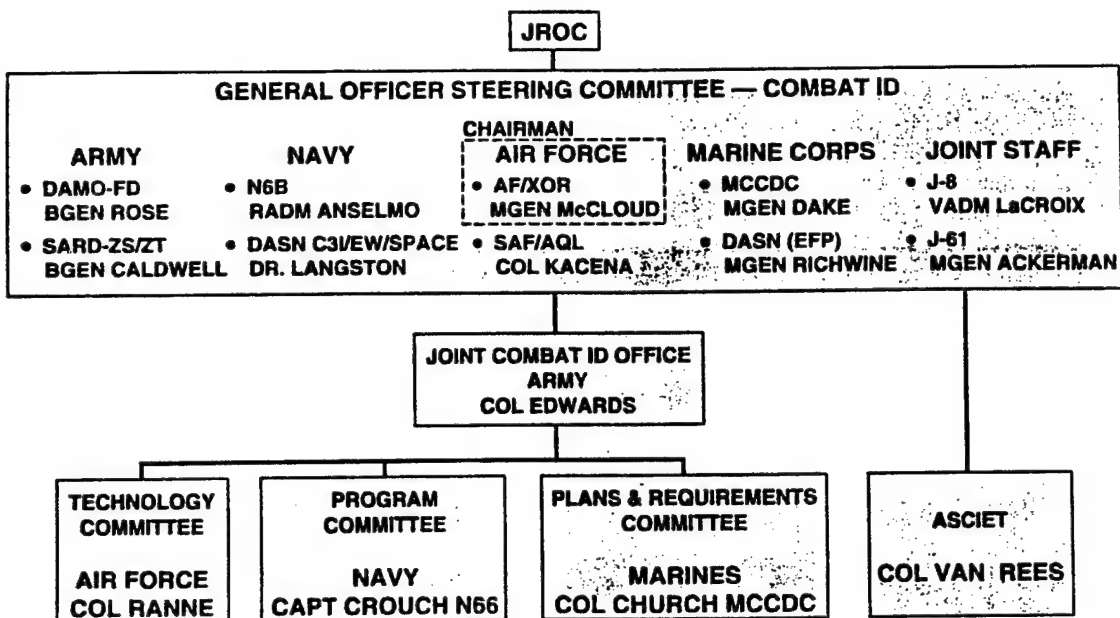 JROC
GENERAL OFFICER STEERING COMMITTEE — COMBAT ID
ARMY
• DAMO-FD
BGEN ROSE
• SARD-ZS/ZT
BGEN CALDWELL
NAVY
• N6B
RADM ANSELMO
• DASN C3I/EW/SPACE
DR. LANGSTON
CHAIRMAN
AIR FORCE
• AF/XOR
MGEN McCLOUD
• SAF/AQL
COL KACENA
MARINE CORPS
• MCCDC
MGEN DAKE
• DASN (EFP)
MGEN RICHWINE
JOINT STAFF
• J-8
VADM LaCROIX
• J-61
MGEN ACKERMAN
JOINT COMBAT ID OFFICE
ARMY
COL EDWARDS
TECHNOLOGY
COMMITTEE
AIR FORCE
COL RANNE
PROGRAM
COMMITTEE
NAVY
CAPT CROUCH N66
PLANS & REQUIREMENTS
COMMITTEE
MARINES
COL CHURCH MCCDC
ASCIET
COL VAN REES